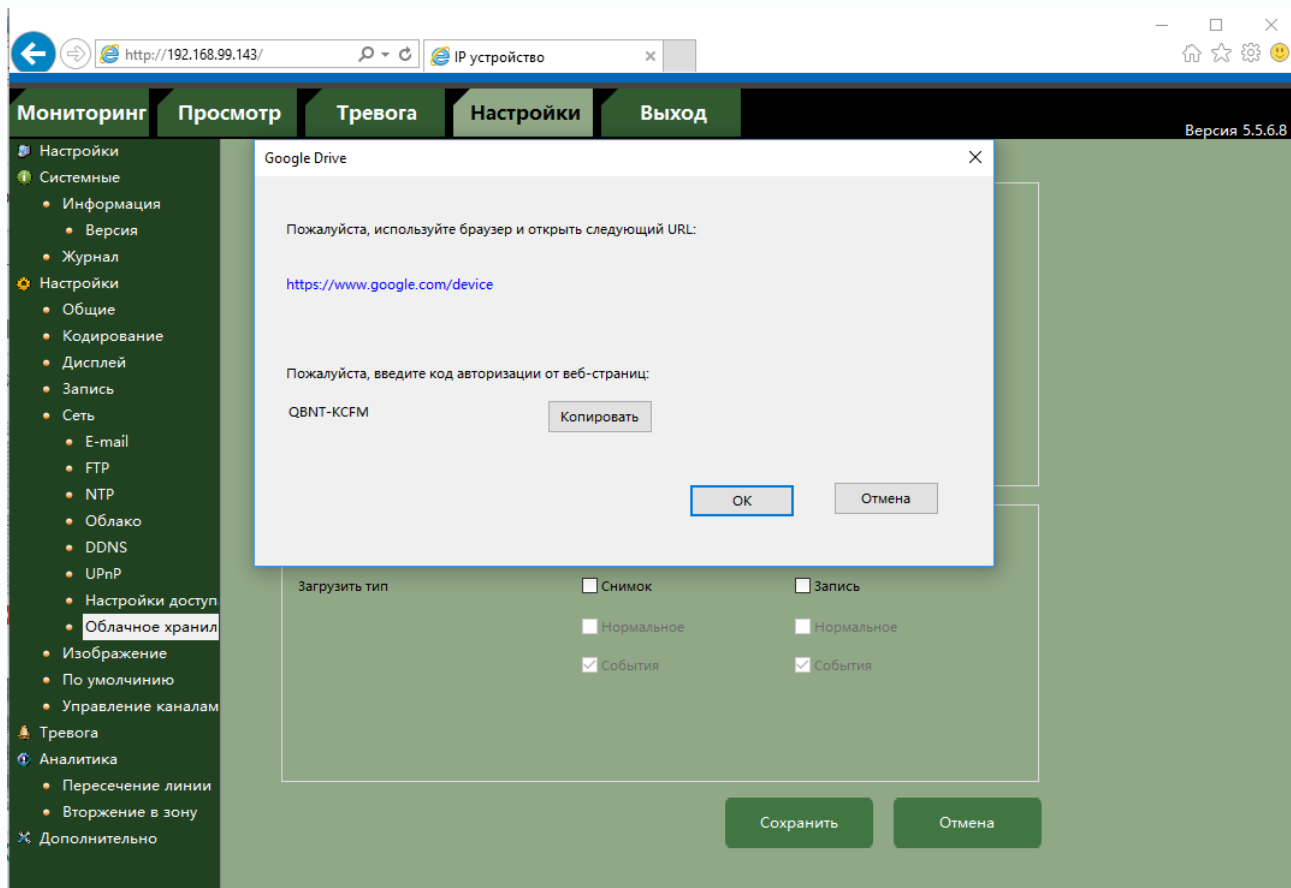 http://192.168.99.143/
IP устройство
Мониторинг Просмотр Тревога Настройки Выход
Версия 5.5.6.8
Настройки
Системные
Информация
Версия
Журнал
Настройки
Общие
Кодирование
Дисплей
Запись
Сеть
E-mail
FTP
NTP
Облако
DDNS
UPnP
Настройки доступ
Облачное хранил
Изображение
По умолчинию
Управление каналам
Тревога
Аналитика
Пересечение линии
Вторжение в зону
Дополнительно
Google Drive
Пожалуйста, используйте браузер и открыть следующий URL:
https://www.google.com/device
Пожалуйста, введите код авторизации от веб-страниц:
QBNT-KCFM Копировать
OK Отмена
Загрузить тип Снимок Запись
Нормальное Нормальное
События События
Сохранить Отмена